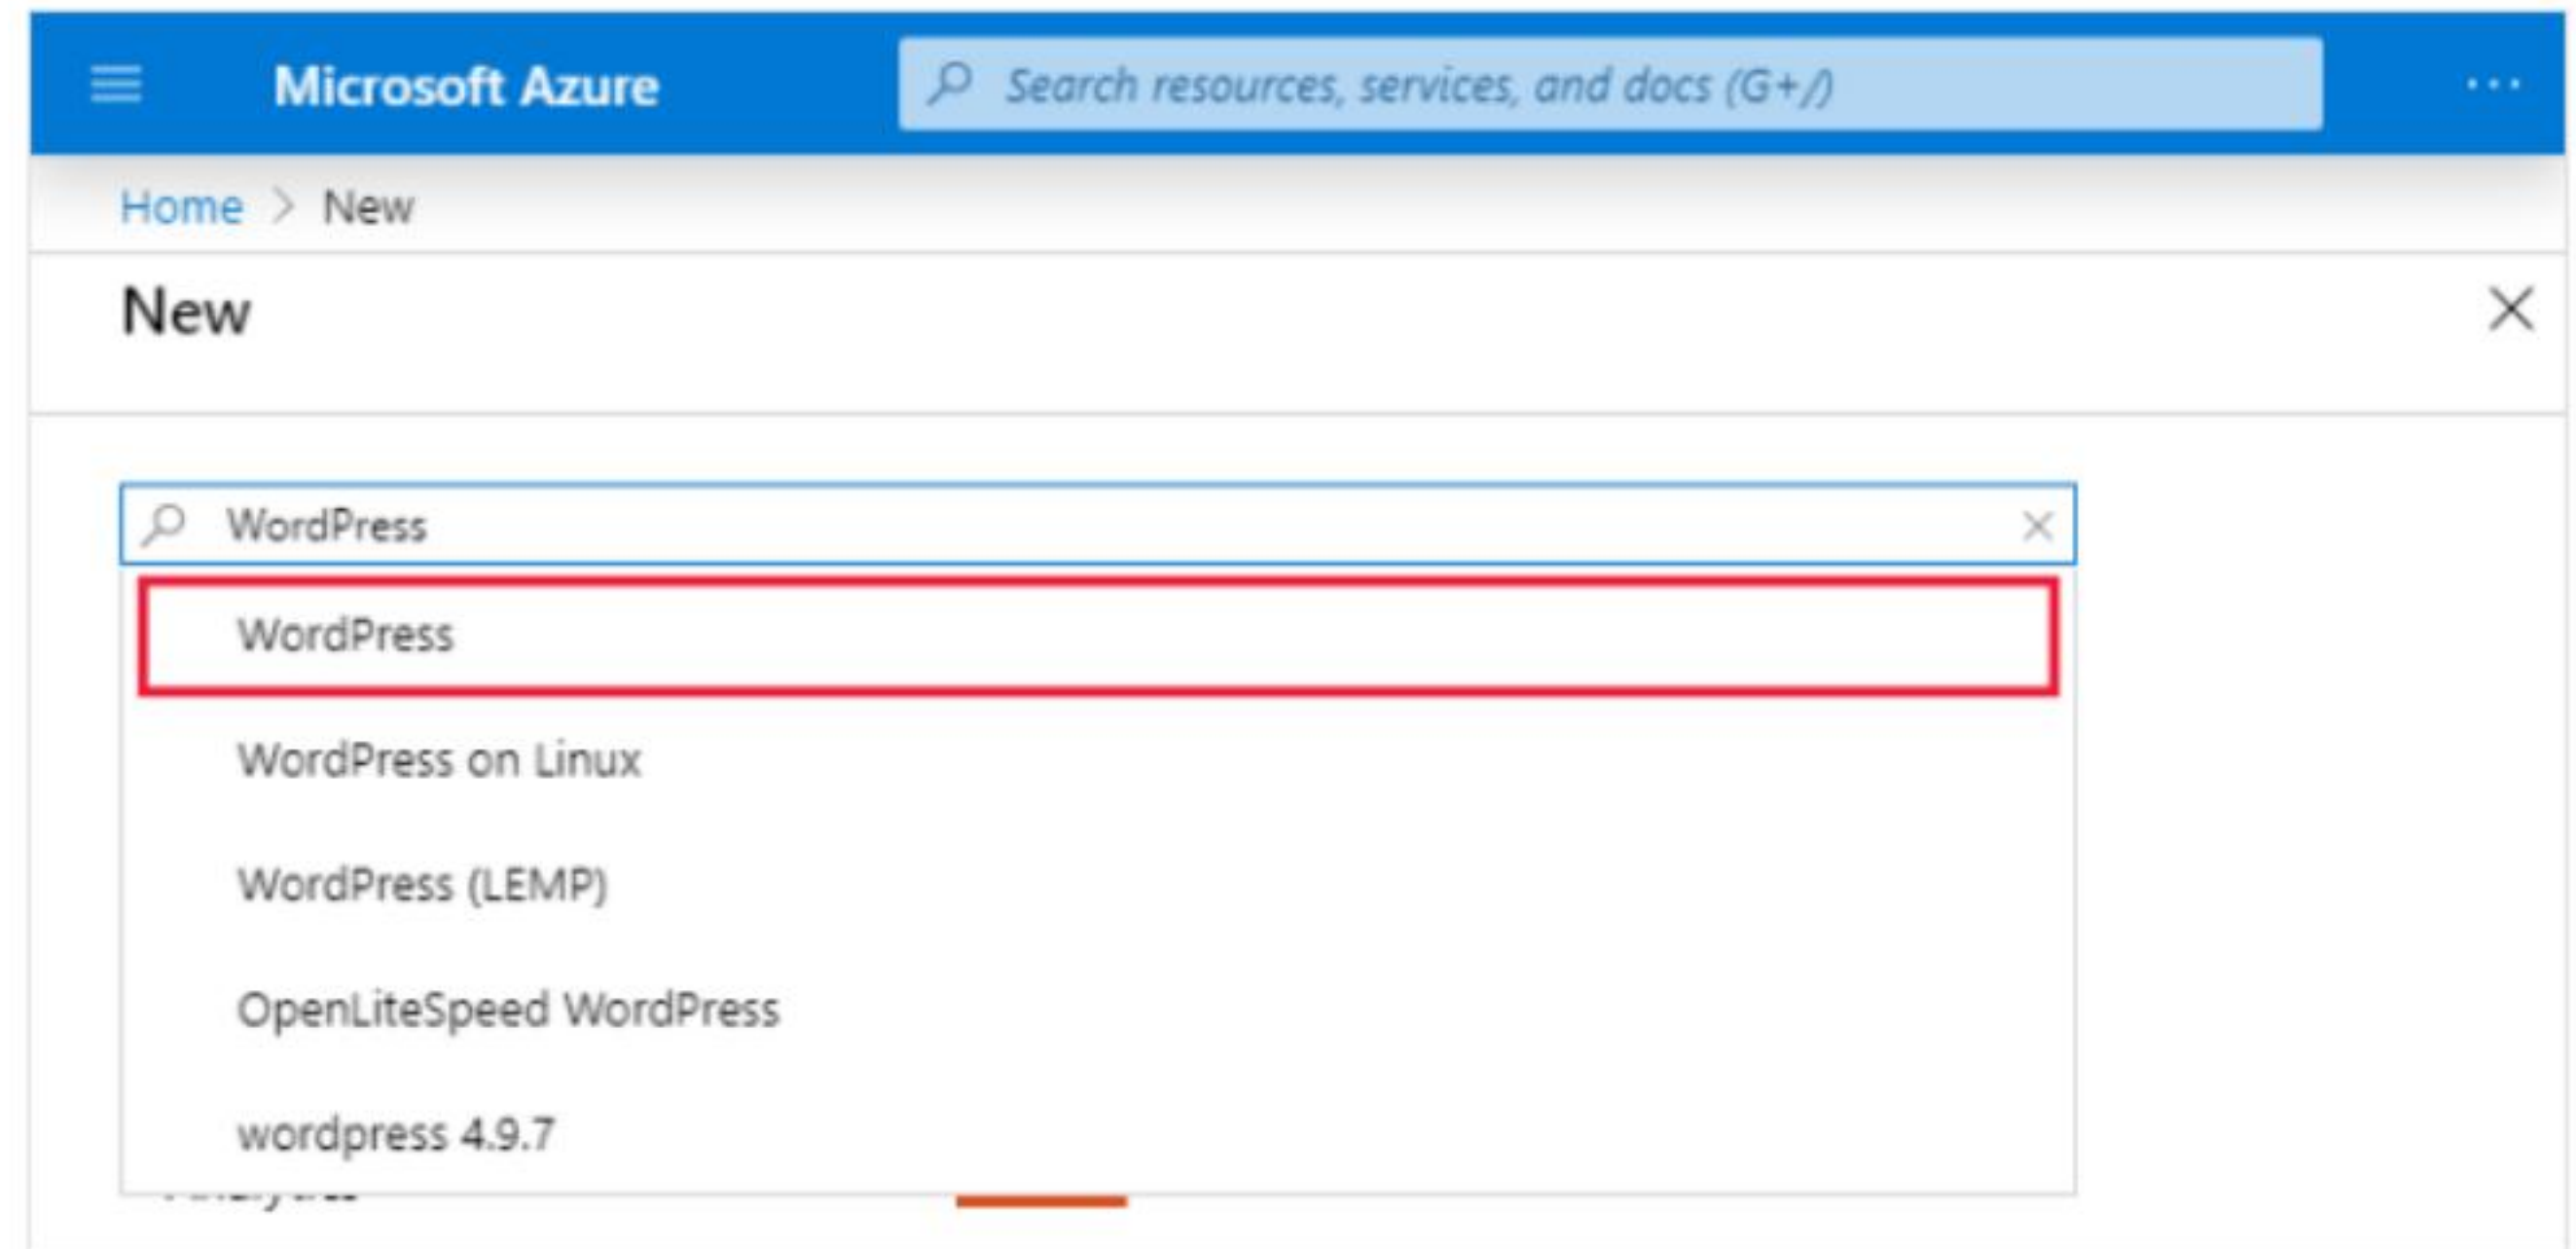 Microsoft Azure
Search resources, services, and docs (G+/)
Home > New
New
WordPress
WordPress
WordPress on Linux
WordPress (LEMP)
OpenLiteSpeed WordPress
wordpress 4.9.7